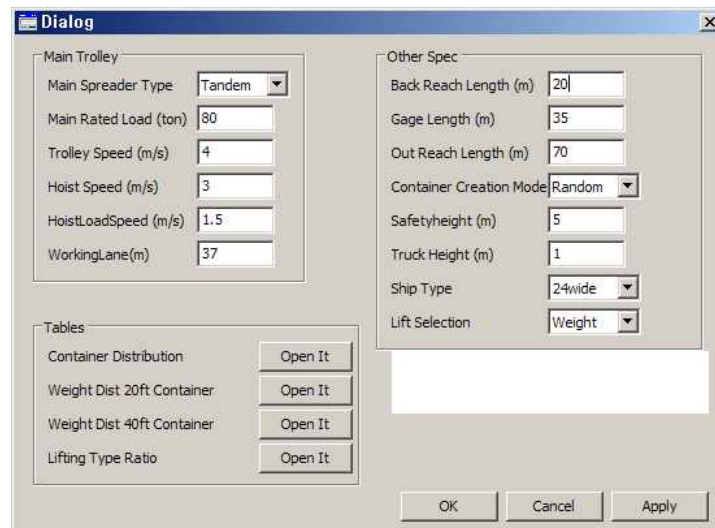 Dialog
Main Trolley
Main Spreader Type Tandem
Main Rated Load (ton) 80
Trolley Speed (m/s) 4
Hoist Speed (m/s) 3
HoistLoadSpeed (m/s) 1.5
WorkingLane(m) 37
Tables
Container Distribution Open It
Weight Dist 20ft Container Open It
Weight Dist 40ft Container Open It
Lifting Type Ratio Open It
Other Spec
Back Reach Length (m) 20
Gage Length (m) 35
Out Reach Length (m) 70
Container Creation Mode Random
Safetyheight (m) 5
Truck Height (m) 1
Ship Type 24wide
Lift Selection Weight
OK Cancel Apply